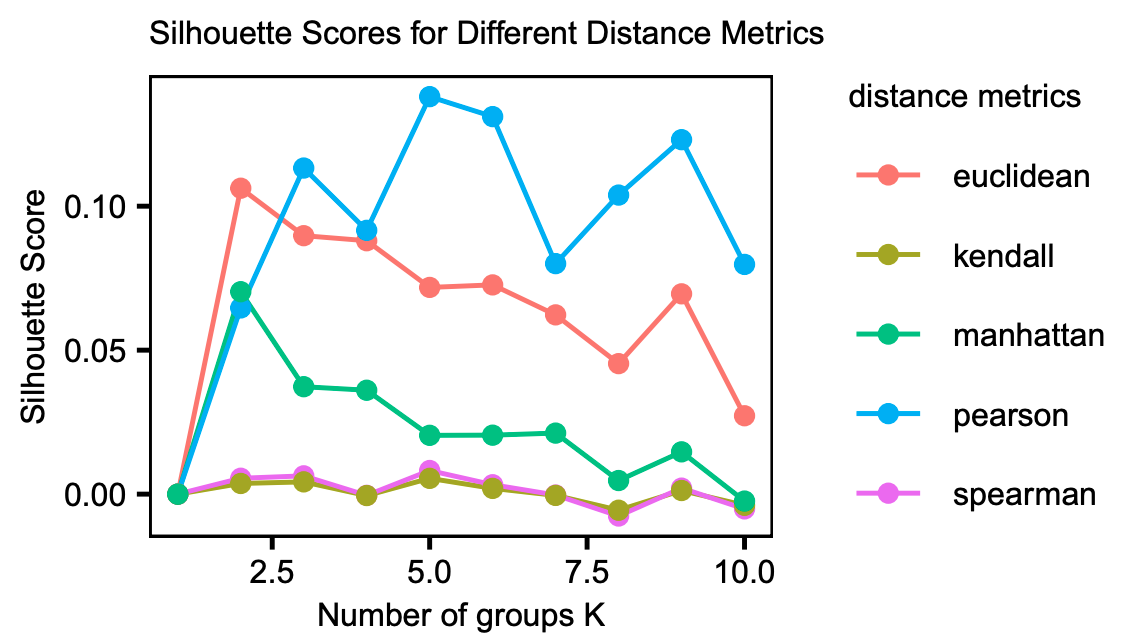 Silhouette Scores for Different Distance Metrics
distance metrics
euclidean
kendall
manhattan
pearson
spearman
Silhouette Score
0.10
0.05
0.00
2.5 5.0 7.5 10.0
Number of groups K